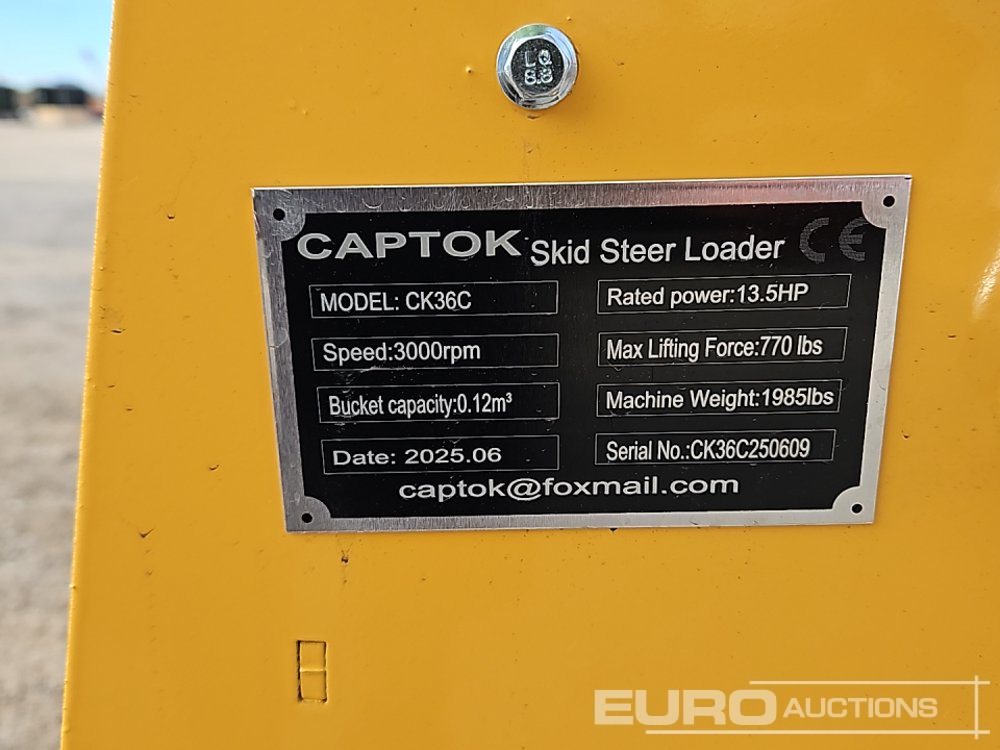 LQ
8.8
CAPTOK Skid Steer Loader CE
MODEL: CK36C
Rated power:13.5HP
Speed:3000rpm
Max Lifting Force:770 lbs
Bucket capacity:0.12m³
Machine Weight:1985lbs
Date: 2025.06
Serial No.:CK36C250609
captok@foxmail.com
EURO AUCTIONS